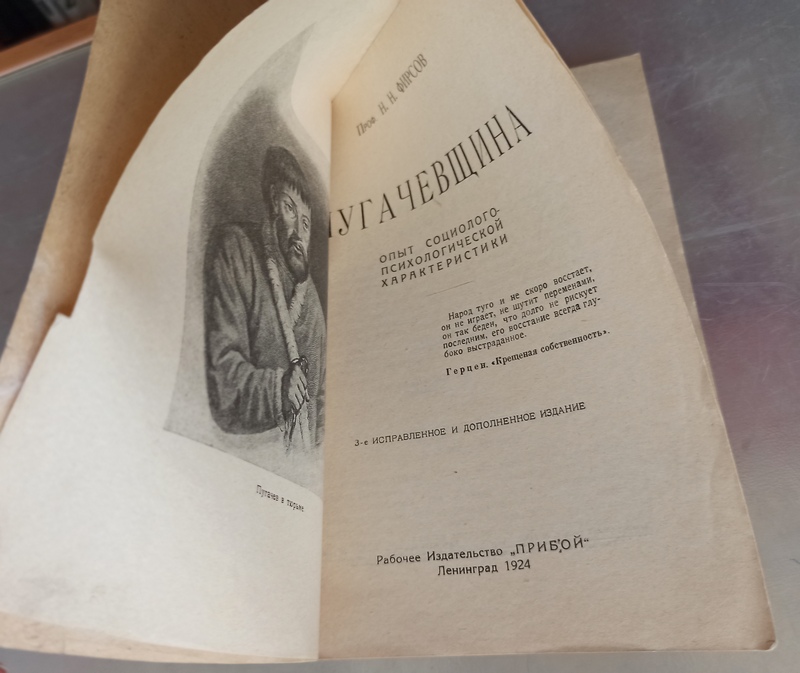 Пугачев в тюрьме
Проф. Н. Н. ФИРСОВ
ПУГАЧЕВЩИНА
ОПЫТ СОЦИОЛОГО-
ПСИХОЛОГИЧЕСКОЙ
ХАРАКТЕРИСТИКИ
Народ туго и не скоро восстает,
он не играет, не шутит переменами,
он так беден, что долго не рискует
последним, его восстание всегда глу-
боко выстраданное.
Герцен. «Крещеная собственность».
3-е ИСПРАВЛЕННОЕ И ДОПОЛНЕННОЕ ИЗДАНИЕ
Рабочее Издательство „ПРИБОЙ“
Ленинград 1924